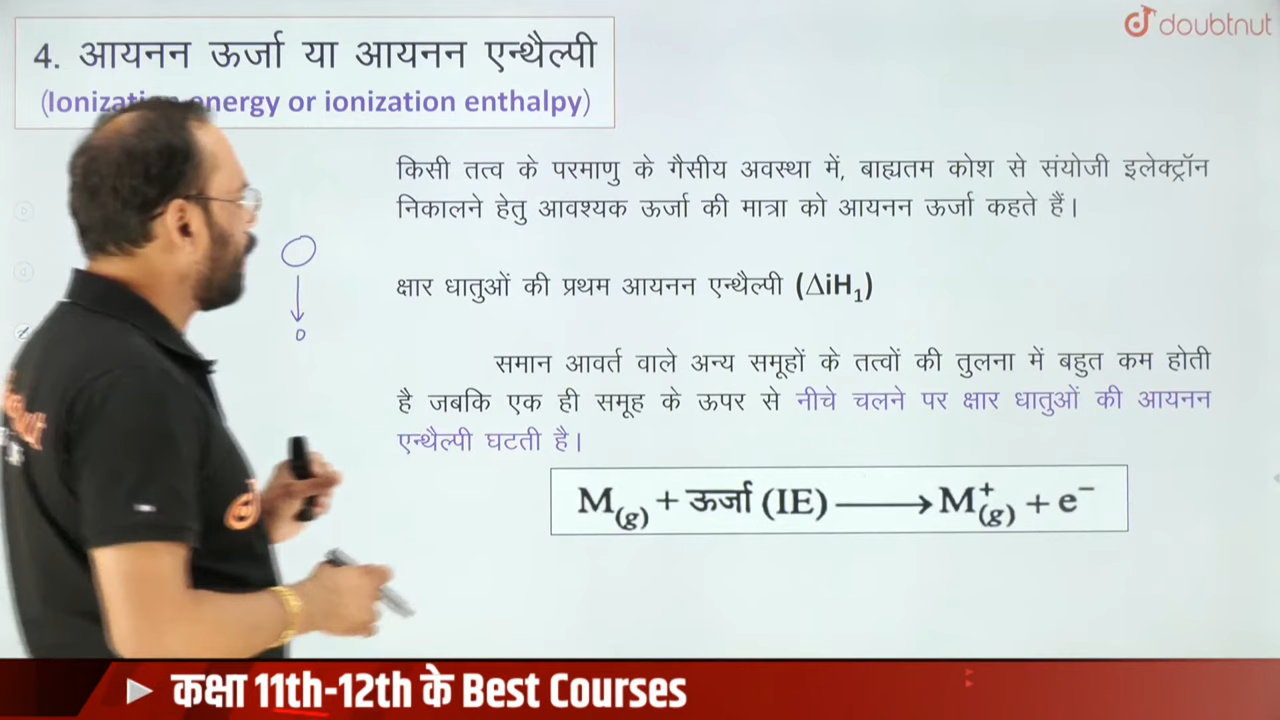 doubtnut
4. आयनन ऊर्जा या आयनन एन्थैल्पी
(Ionization energy or ionization enthalpy)
किसी तत्व के परमाणु के गैसीय अवस्था में, बाह्यतम कोश से संयोजी इलेक्ट्रॉन
निकालने हेतु आवश्यक ऊर्जा की मात्रा को आयनन ऊर्जा कहते हैं।
क्षार धातुओं की प्रथम आयनन एन्थैल्पी (∆iH₁)
समान आवर्त वाले अन्य समूहों के तत्वों की तुलना में बहुत कम होती
है जबकि एक ही समूह के ऊपर से नीचे चलने पर क्षार धातुओं की आयनन
एन्थैल्पी घटती है।
M(g) + ऊर्जा (IE) ⟶ M⁺(g) + e⁻
कक्षा 11th-12th के Best Courses